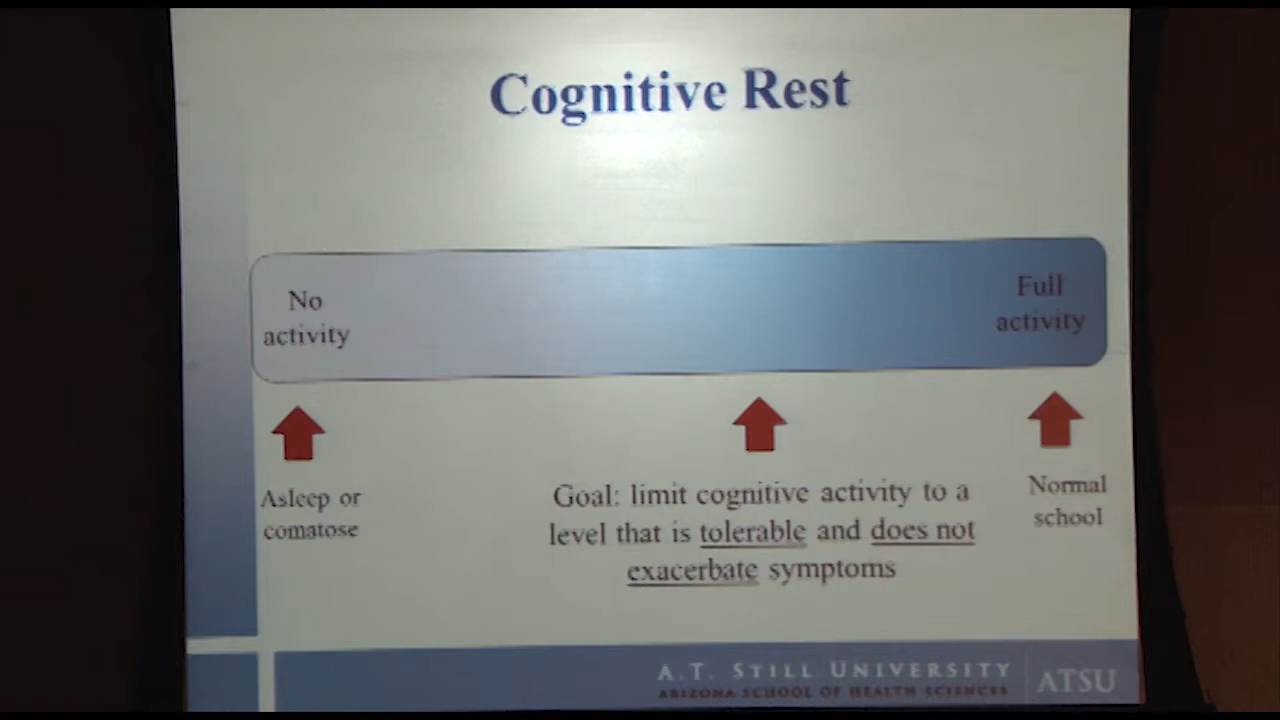 Cognitive Rest
No
activity
Full
activity
Asleep or
comatose
Goal: limit cognitive activity to a
level that is tolerable and does not
exacerbate symptoms
Normal
school
A.T. STILL UNIVERSITY
ARIZONA SCHOOL OF HEALTH SCIENCES
ATSU